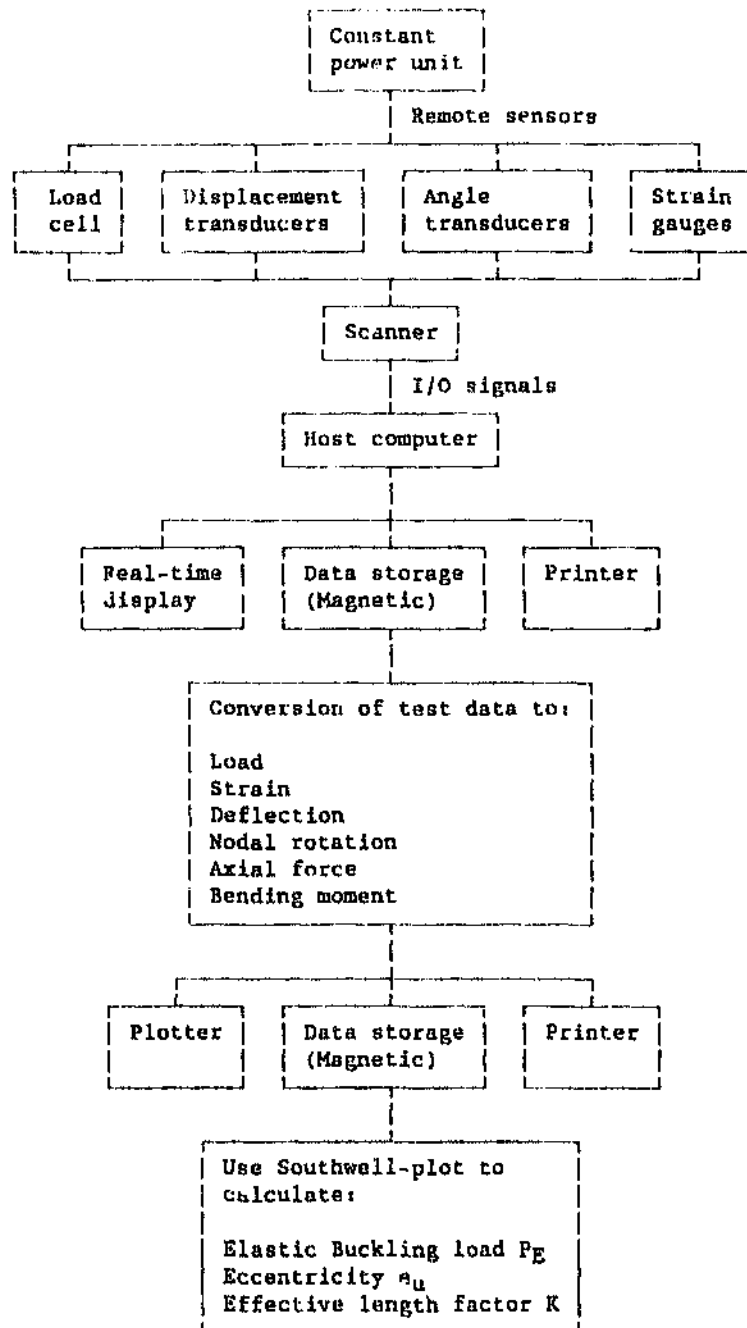 Constant
power unit
Remote sensors
Load
cell
Displacement
transducers
Angle
transducers
Strain
gauges
Scanner
I/O signals
Host computer
Real-time
display
Data storage
(Magnetic)
Printer
Conversion of test data to:
Load
Strain
Deflection
Nodal rotation
Axial force
Bending moment
Plotter
Data storage
(Magnetic)
Printer
Use Southwell-plot to
calculate:
Elastic Buckling load P_E
Eccentricity e_u
Effective length factor K